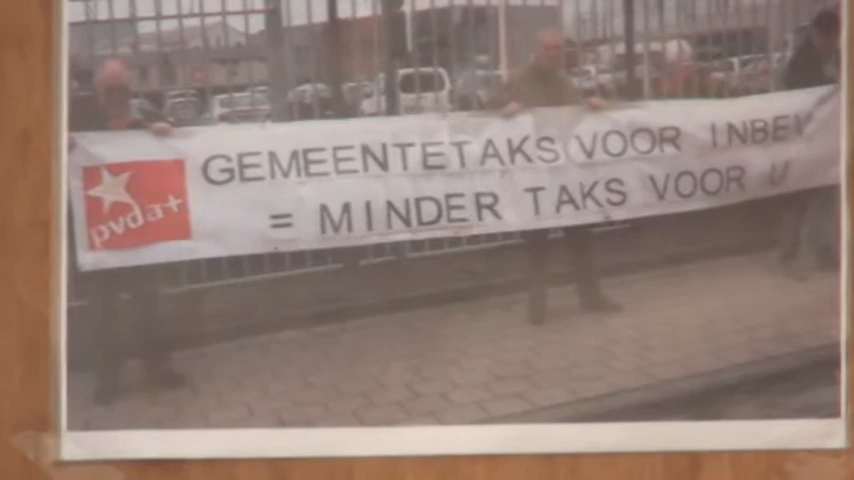 pvda+
GEMEENTETAKS VOOR INBEV
= MINDER TAKS VOOR U